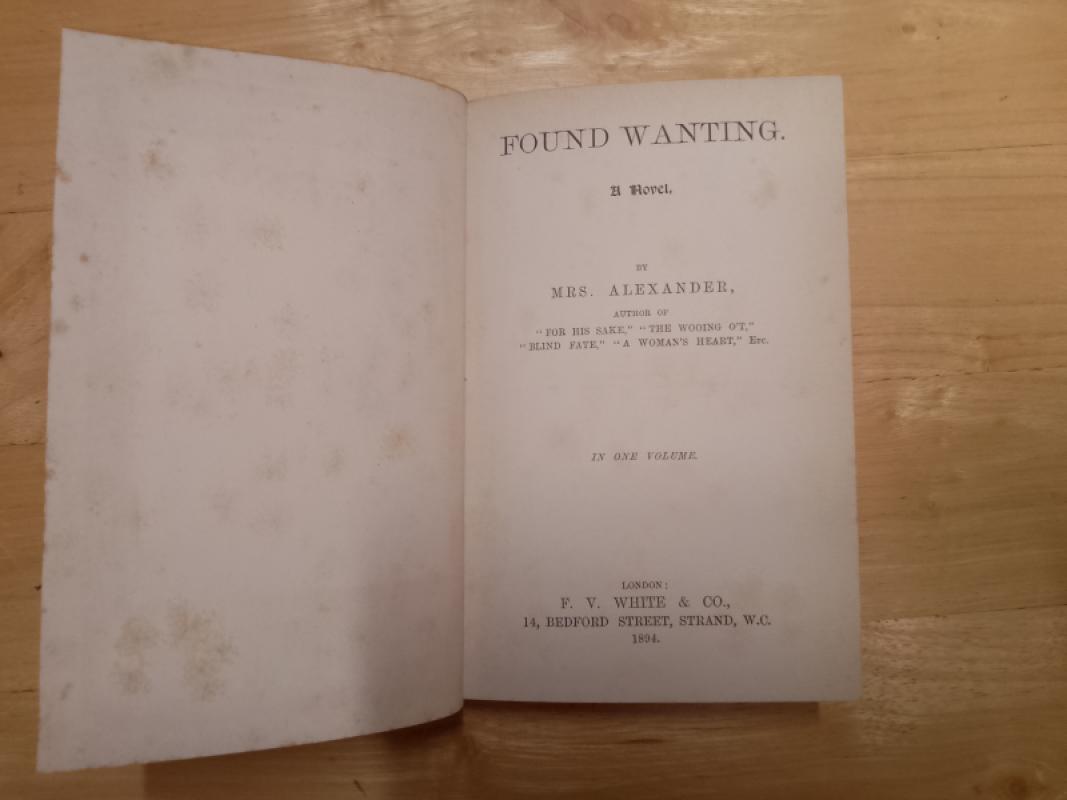 FOUND WANTING.
A Novel.
BY
MRS. ALEXANDER,
AUTHOR OF
"FOR HIS SAKE," "THE WOOING O'T,"
"BLIND FATE," "A WOMAN'S HEART," Etc.
IN ONE VOLUME.
LONDON:
F. V. WHITE & CO.,
14, BEDFORD STREET, STRAND, W.C.
1894.